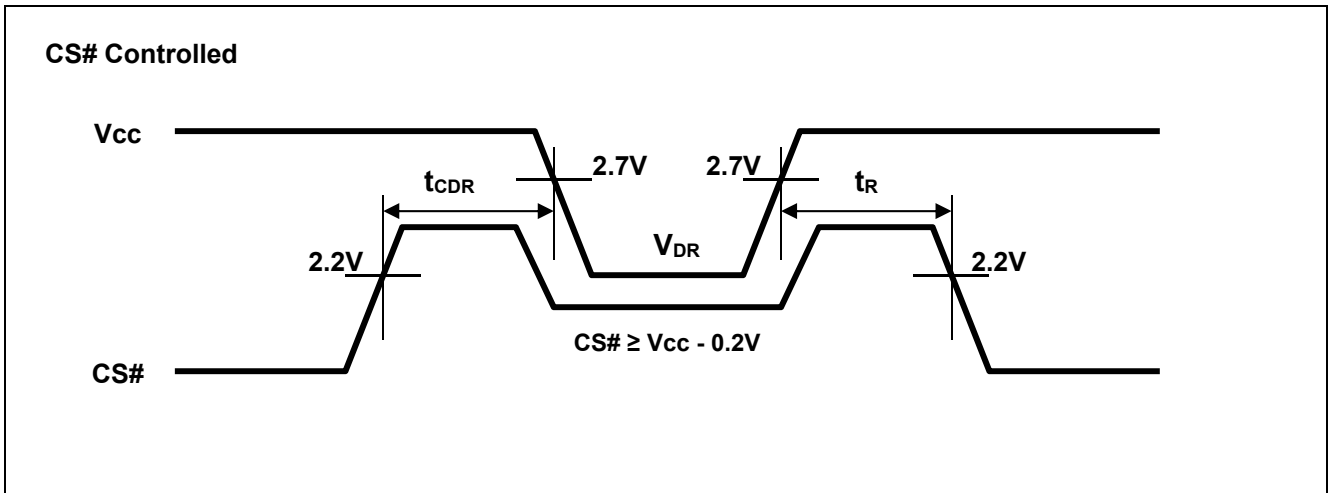 CS# Controlled
Vcc
2.7V
2.7V
tCDR
tR
VDR
2.2V
2.2V
CS# ≥ Vcc - 0.2V
CS#